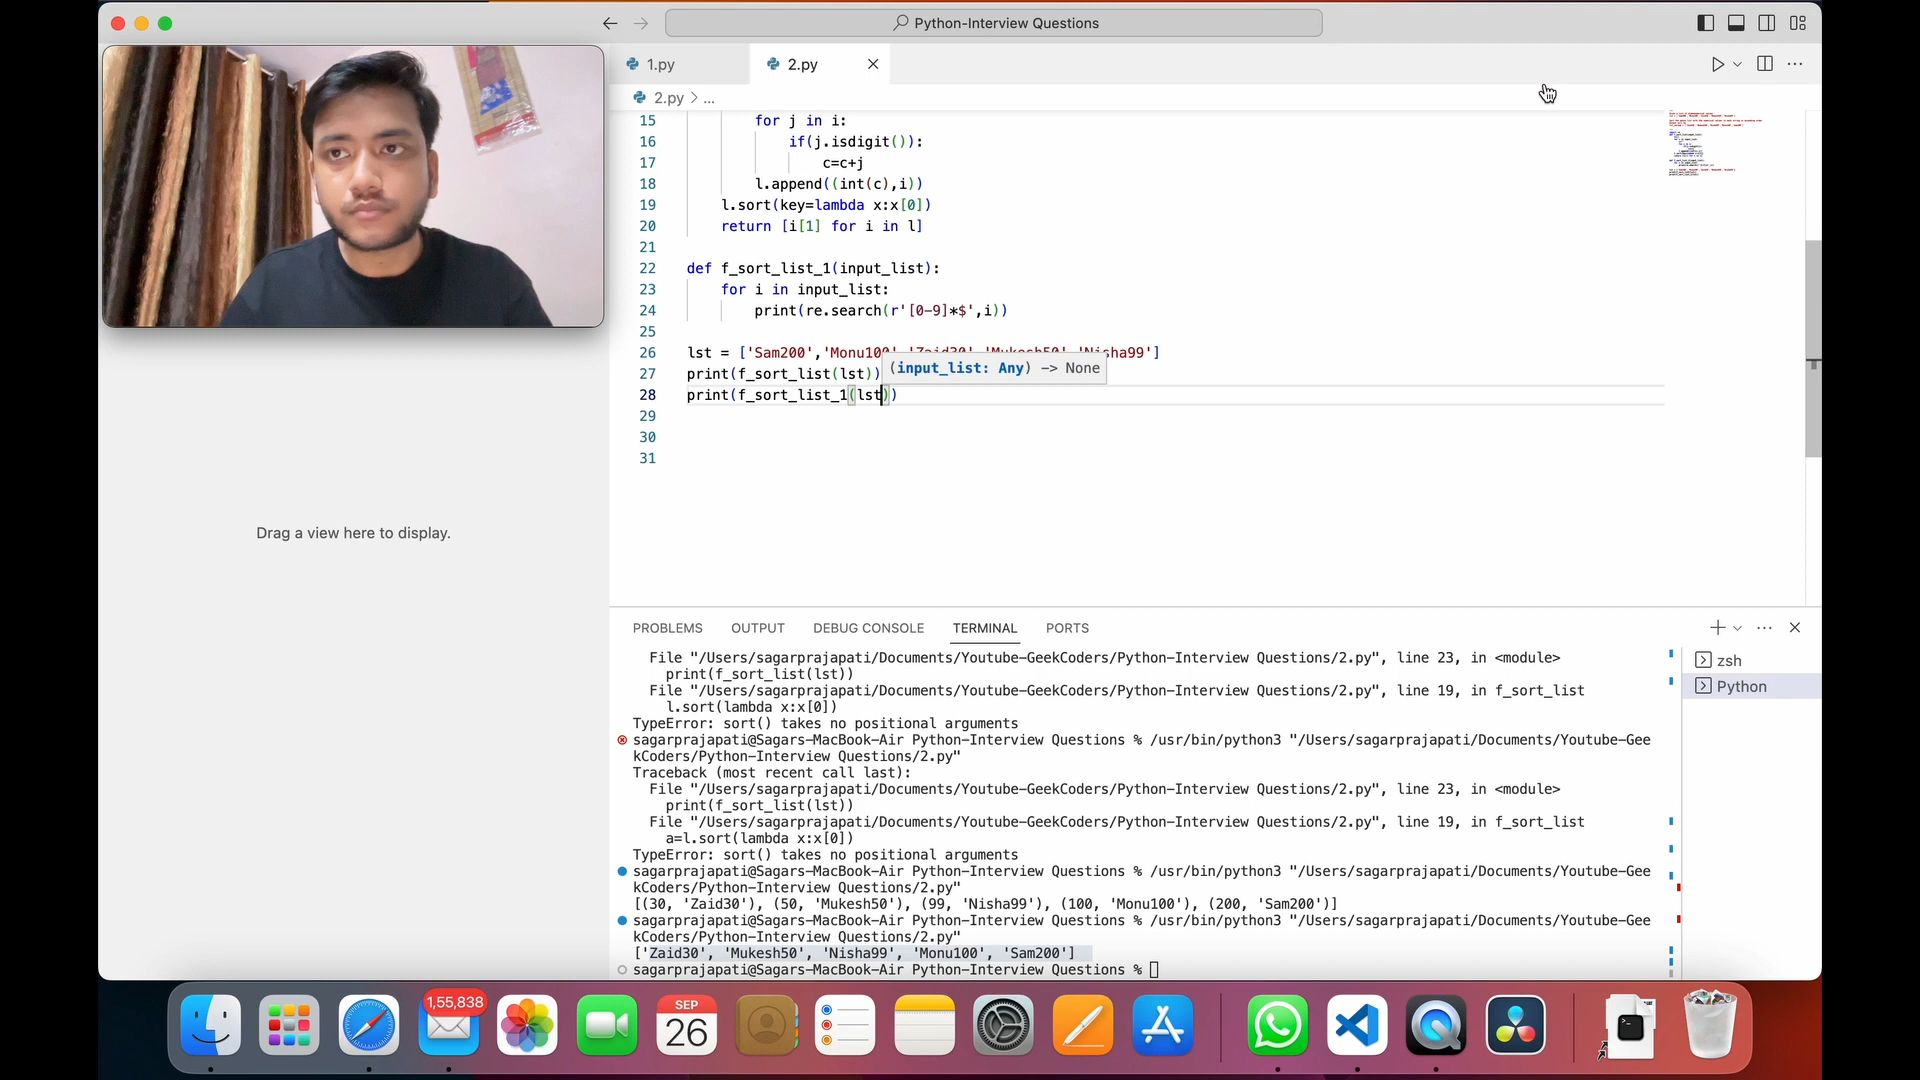 Python-Interview Questions
1.py
2.py
2.py > ...
15 for j in i:
16 if(j.isdigit()):
17 c=c+j
18 l.append((int(c),i))
19 l.sort(key=lambda x:x[0])
20 return [i[1] for i in l]
21
22 def f_sort_list_1(input_list):
23 for i in input_list:
24 print(re.search(r'[0-9]*$',i))
25
26 lst = ['Sam200','Monu100','Zaid30','Mukesh50','Nisha99']
27 print(f_sort_list(lst))
(input_list: Any) -> None
28 print(f_sort_list_1(lst))
29
30
31
Drag a view here to display.
PROBLEMS OUTPUT DEBUG CONSOLE TERMINAL PORTS
File "/Users/sagarprajapati/Documents/Youtube-GeekCoders/Python-Interview Questions/2.py", line 23, in <module>
print(f_sort_list(lst))
File "/Users/sagarprajapati/Documents/Youtube-GeekCoders/Python-Interview Questions/2.py", line 19, in f_sort_list
l.sort(lambda x:x[0])
TypeError: sort() takes no positional arguments
sagarprajapati@Sagars-MacBook-Air Python-Interview Questions % /usr/bin/python3 "/Users/sagarprajapati/Documents/Youtube-Gee
kCoders/Python-Interview Questions/2.py"
Traceback (most recent call last):
File "/Users/sagarprajapati/Documents/Youtube-GeekCoders/Python-Interview Questions/2.py", line 23, in <module>
print(f_sort_list(lst))
File "/Users/sagarprajapati/Documents/Youtube-GeekCoders/Python-Interview Questions/2.py", line 19, in f_sort_list
a=l.sort(lambda x:x[0])
TypeError: sort() takes no positional arguments
sagarprajapati@Sagars-MacBook-Air Python-Interview Questions % /usr/bin/python3 "/Users/sagarprajapati/Documents/Youtube-Gee
kCoders/Python-Interview Questions/2.py"
[(30, 'Zaid30'), (50, 'Mukesh50'), (99, 'Nisha99'), (100, 'Monu100'), (200, 'Sam200')]
sagarprajapati@Sagars-MacBook-Air Python-Interview Questions % /usr/bin/python3 "/Users/sagarprajapati/Documents/Youtube-Gee
kCoders/Python-Interview Questions/2.py"
['Zaid30', 'Mukesh50', 'Nisha99', 'Monu100', 'Sam200']
sagarprajapati@Sagars-MacBook-Air Python-Interview Questions %
zsh
Python
1,55,838
SEP
26